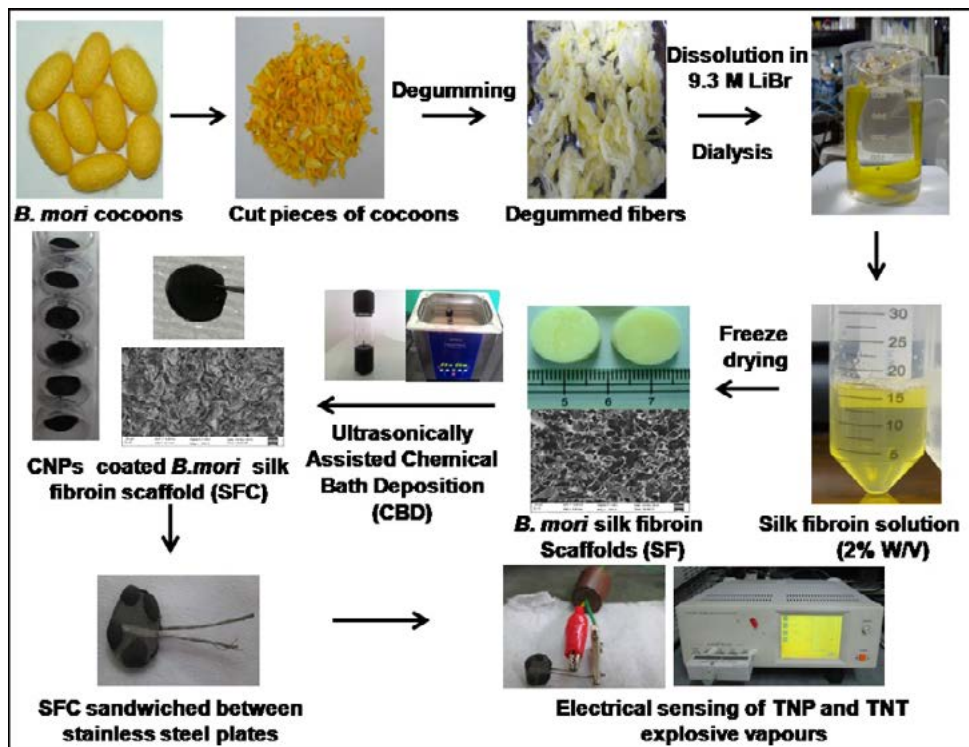 B. mori cocoons
Cut pieces of cocoons
Degumming
Degummed fibers
Dissolution in
9.3 M LiBr
Dialysis
Freeze
drying
30
25
20
15
10
5
Silk fibroin solution
(2% W/V)
5 6 7
B. mori silk fibroin
Scaffolds (SF)
Ultrasonically
Assisted Chemical
Bath Deposition
(CBD)
CNPs coated B.mori silk
fibroin scaffold (SFC)
SFC sandwiched between
stainless steel plates
Electrical sensing of TNP and TNT
explosive vapours